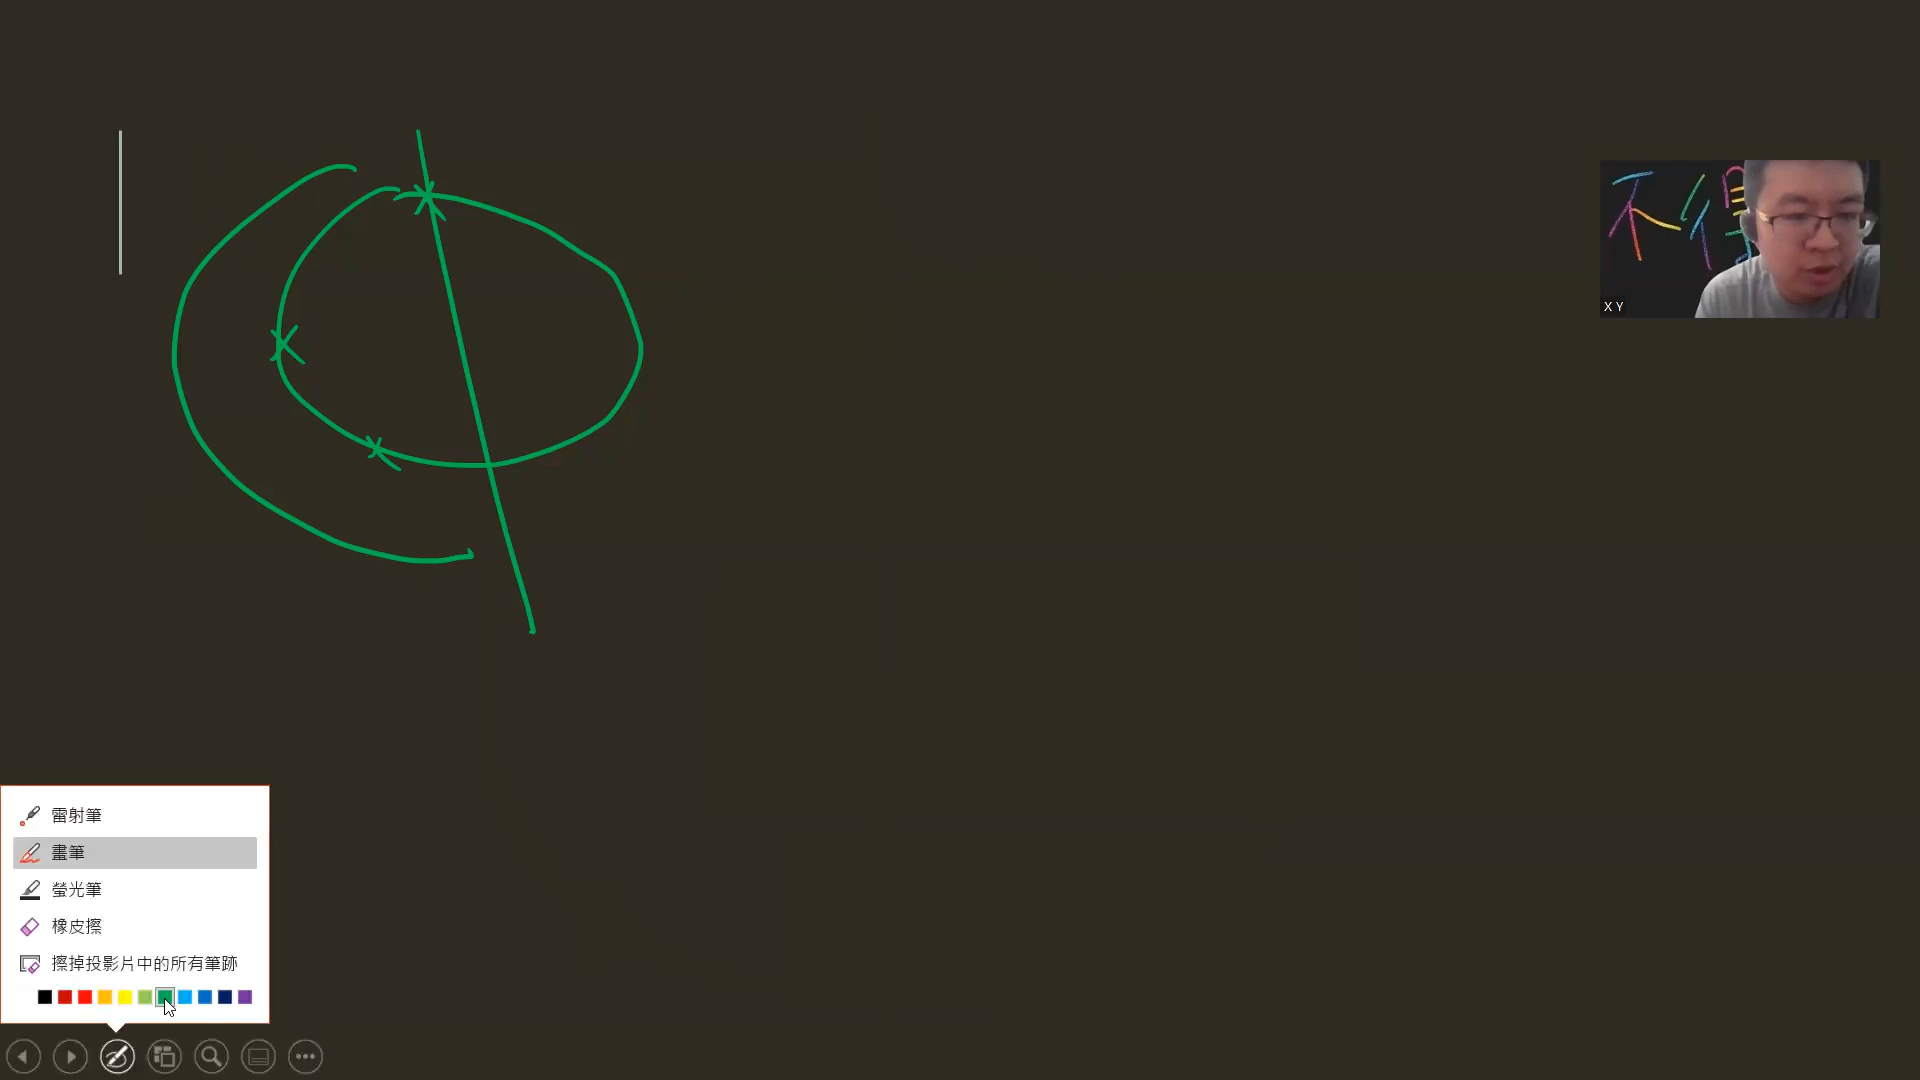 不得
X Y
雷射筆
畫筆
螢光筆
橡皮擦
擦掉投影片中的所有筆跡